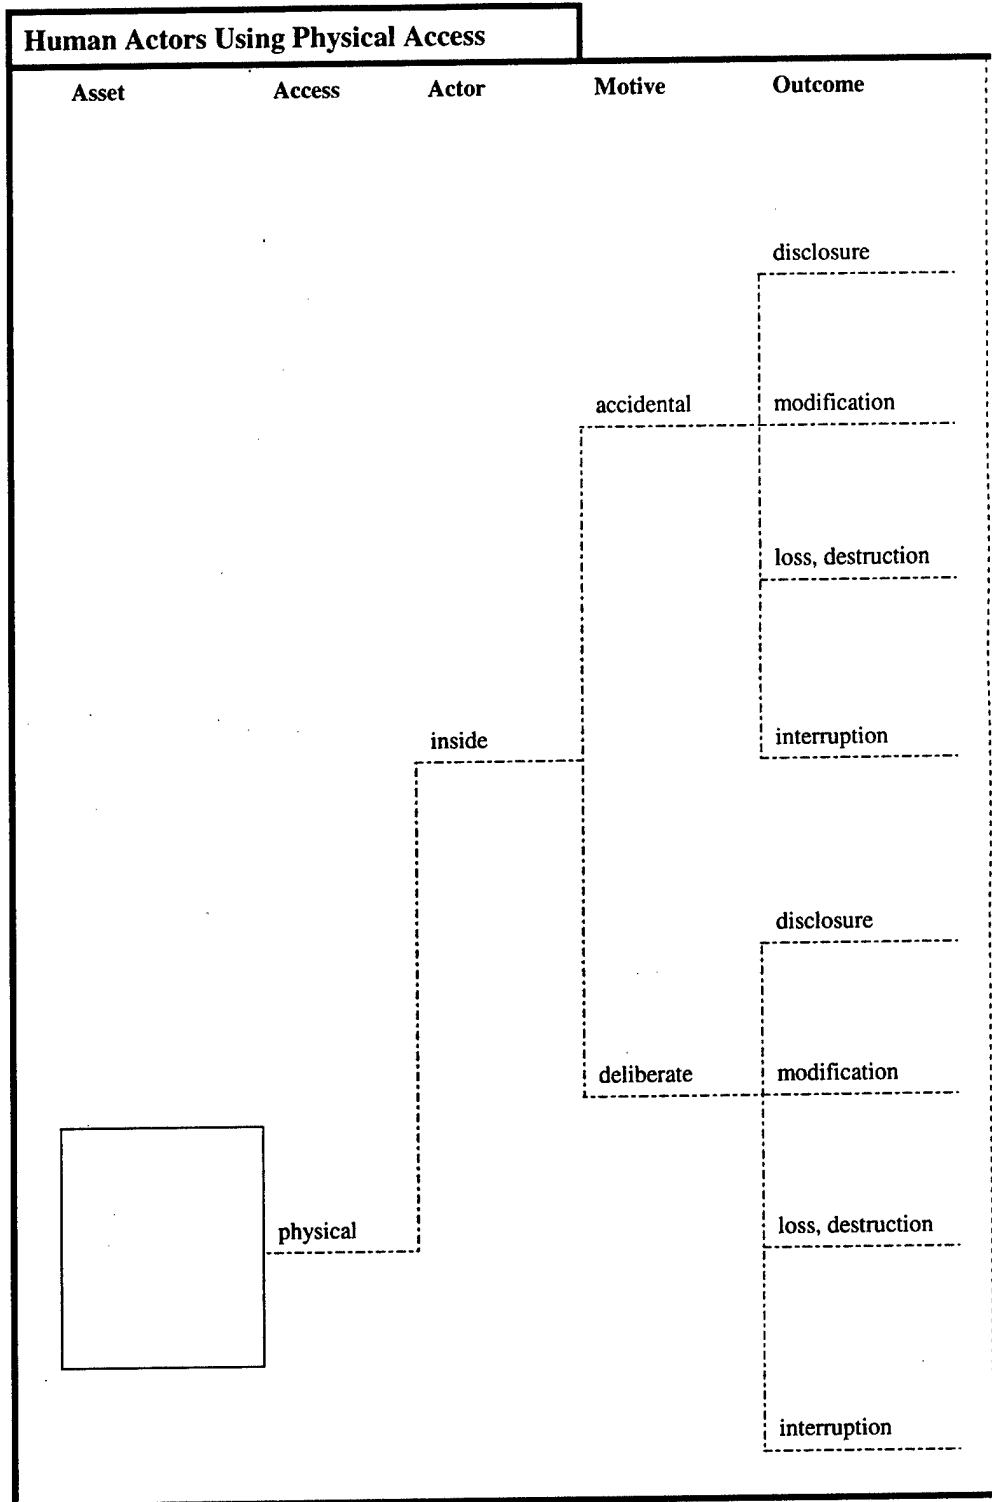 Human Actors Using Physical Access
Asset Access Actor Motive Outcome
disclosure
accidental modification
loss, destruction
inside interruption
disclosure
deliberate modification
physical loss, destruction
interruption